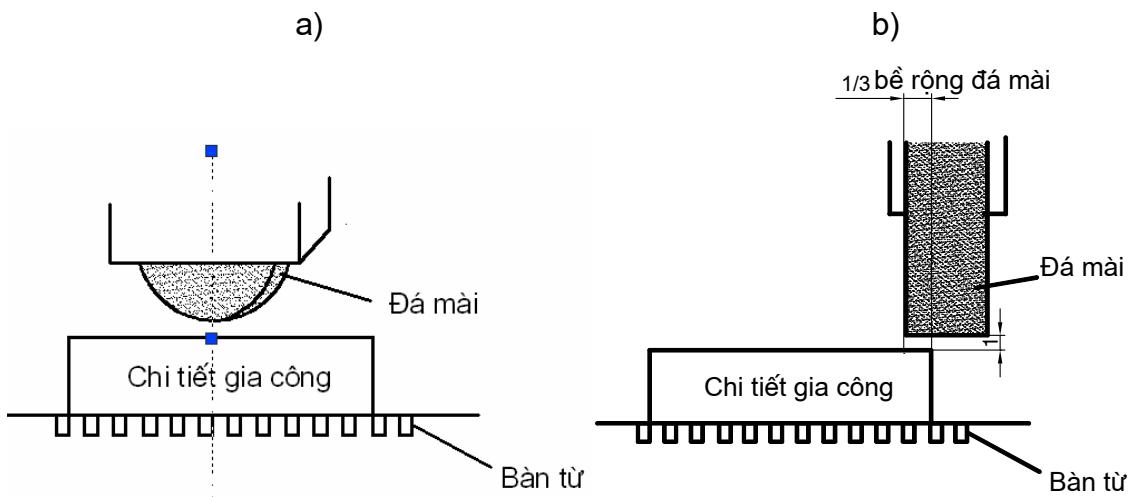 a)
b)
1/3 bề rộng đá mài
Đá mài
Đá mài
1
Chi tiết gia công
Chi tiết gia công
Bàn từ
Bàn từ